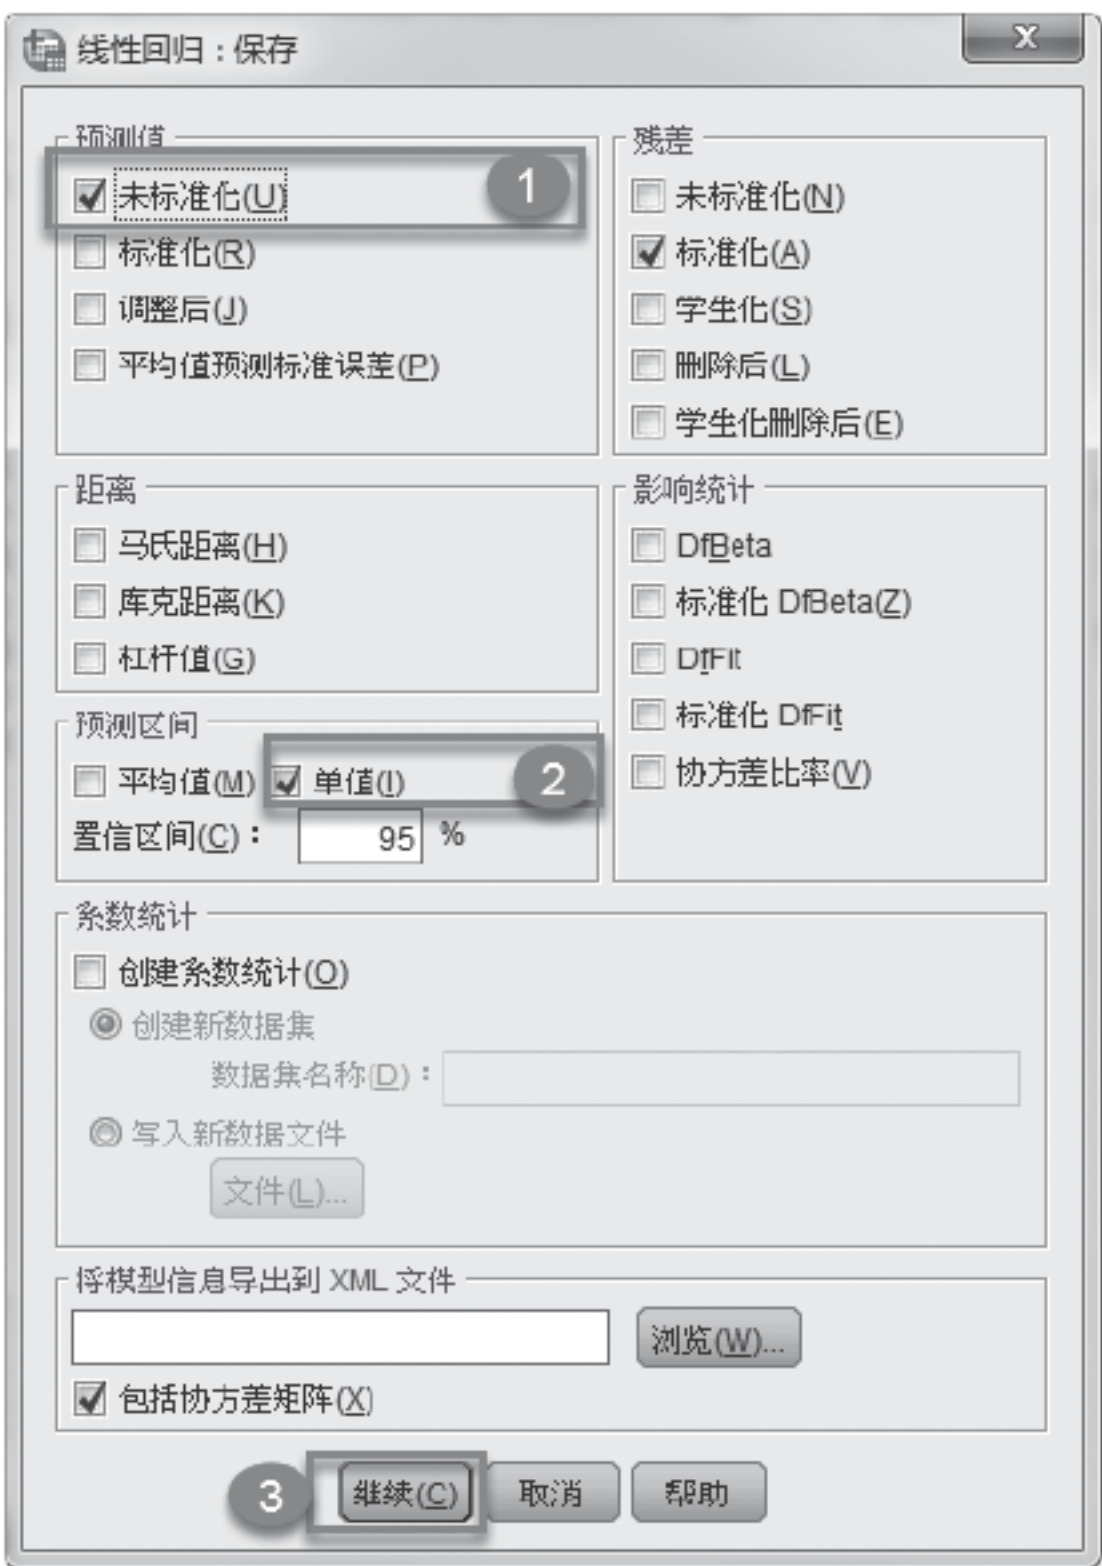 线性回归：保存
x
预测值
未标准化(U)
1
标准化(R)
调整后(J)
平均值预测标准误差(P)
残差
未标准化(N)
标准化(A)
学生化(S)
删除后(L)
学生化删除后(E)
距离
马氏距离(H)
库克距离(K)
杠杆值(G)
影响统计
DfBeta
标准化 DfBeta(Z)
DfFit
标准化 DfFit
协方差比率(V)
预测区间
平均值(M) 单值(I)
2
置信区间(C)： 95 %
系数统计
创建系数统计(O)
创建新数据集
数据集名称(D)：
写入新数据文件
文件(L)...
将模型信息导出到 XML 文件
浏览(W)...
包括协方差矩阵(X)
3 继续(C) 取消 帮助